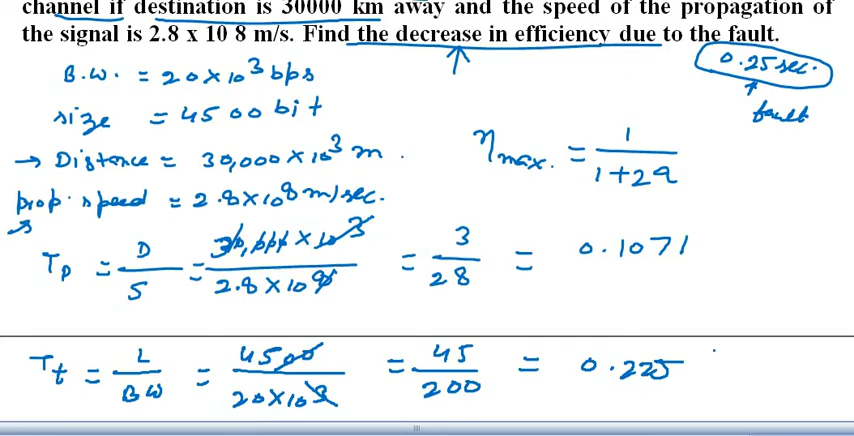 channel if destination is 30000 km away and the speed of the propagation of
the signal is 2.8 x 10 8 m/s. Find the decrease in efficiency due to the fault.
B.W. = 20 × 10³ bps
0.25 sec.
fault
size = 4500 bit
→ Distance = 30,000 × 10³ m.
η max. = 1 / 1+2a
prop. speed = 2.8 × 10⁸ m/sec.
Tp = D / S = 30,000 × 10³ / 2.8 × 10⁸ = 3 / 28 = 0.1071
Tt = L / BW = 4500 / 20 × 10³ = 45 / 200 = 0.225